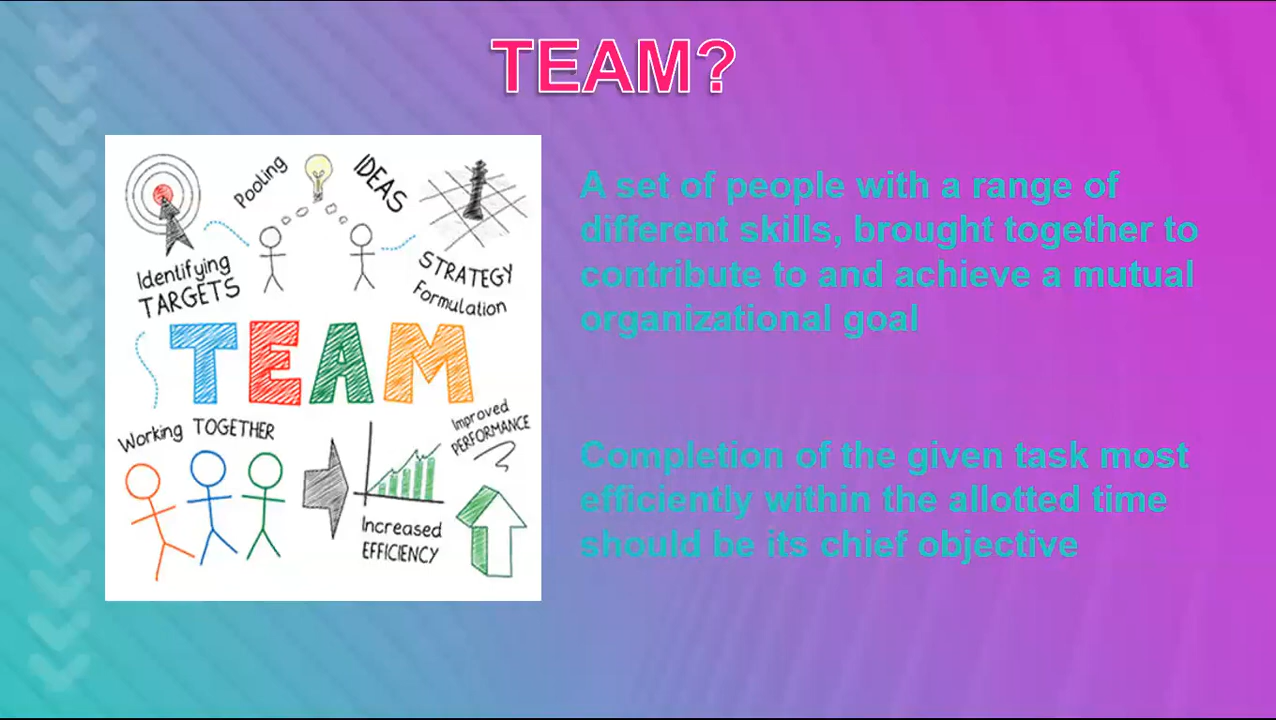 TEAM?
Pooling
IDEAS
Identifying
TARGETS
STRATEGY
Formulation
TEAM
Working TOGETHER
Improved
PERFORMANCE
Increased
EFFICIENCY
A set of people with a range of
different skills, brought together to
contribute to and achieve a mutual
organizational goal
Completion of the given task most
efficiently within the allotted time
should be its chief objective